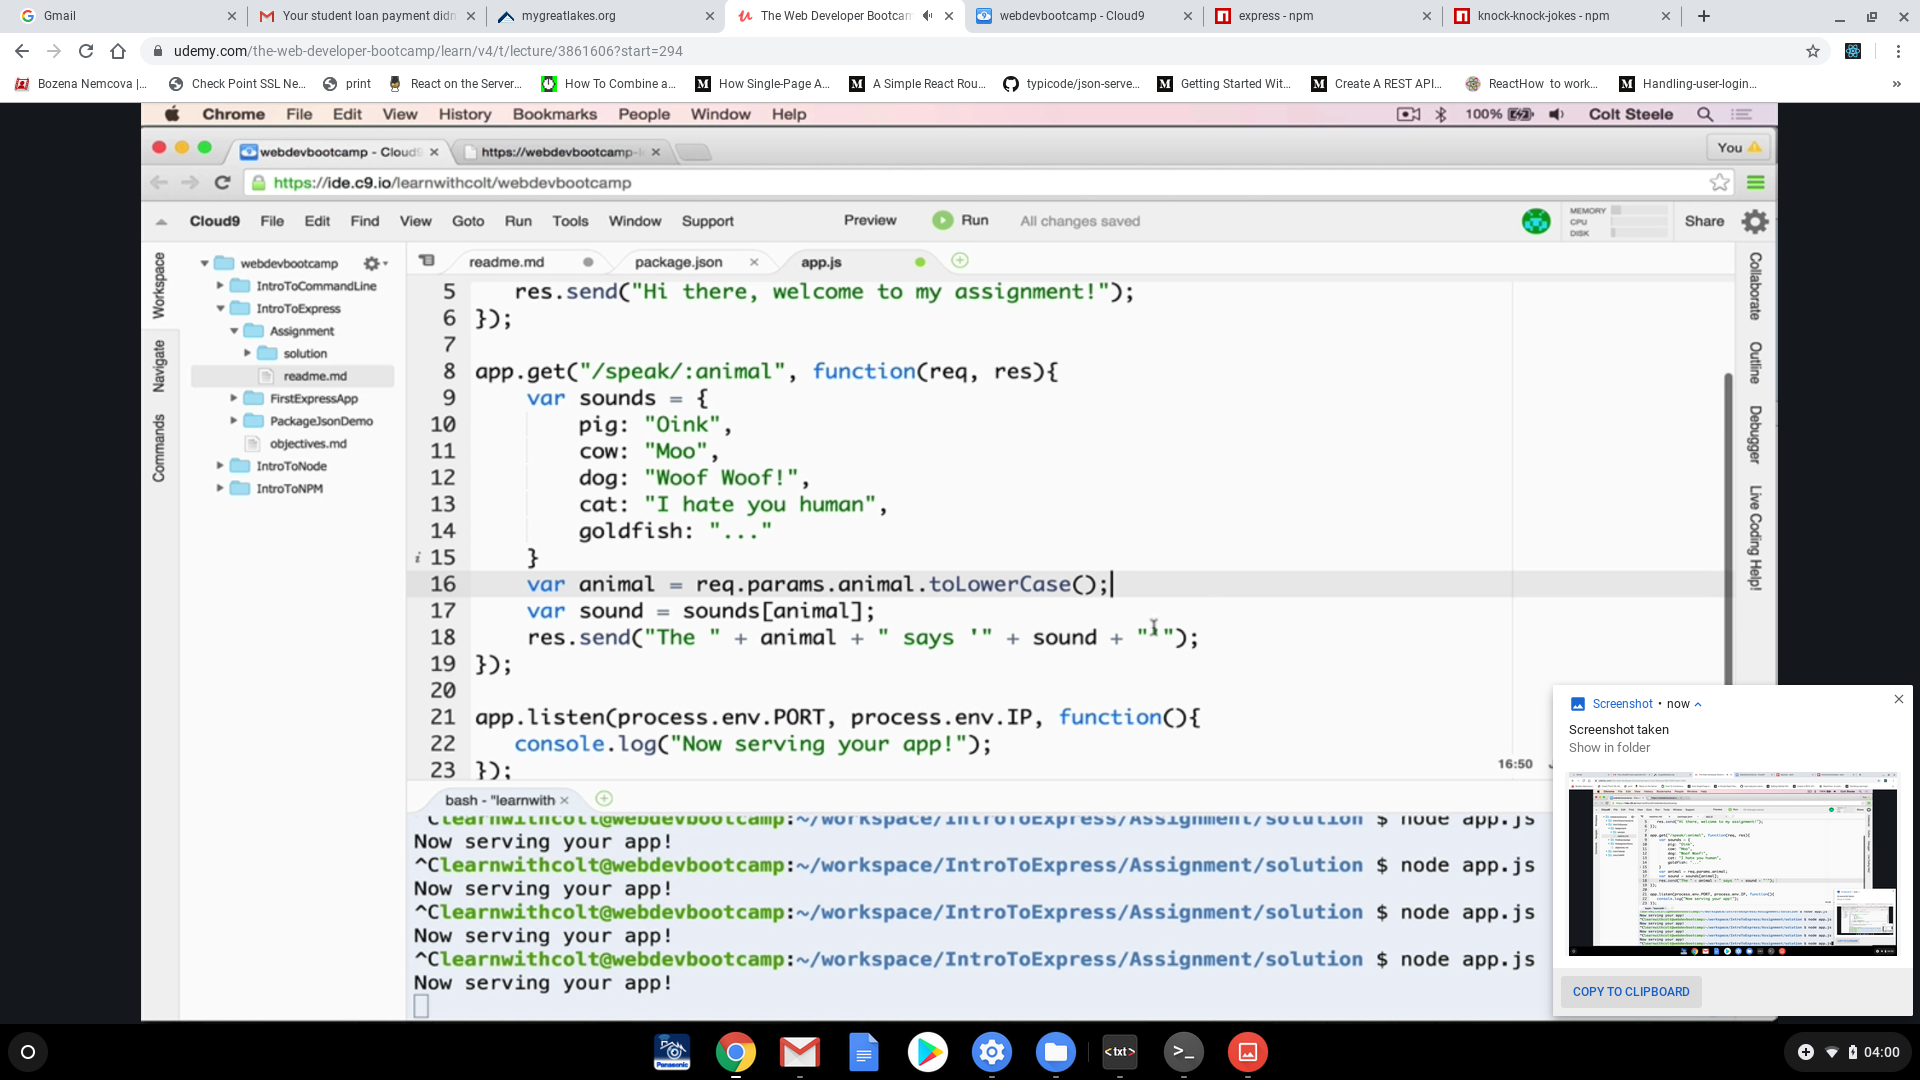 Gmail
Your student loan payment didn
mygreatlakes.org
The Web Developer Bootcam
webdevbootcamp - Cloud9
express - npm
knock-knock-jokes - npm
udemy.com/the-web-developer-bootcamp/learn/v4/t/lecture/3861606?start=294
Bozena Nemcova |...
Check Point SSL Ne...
print
React on the Server...
How To Combine a...
How Single-Page A...
A Simple React Rou...
typicode/json-serve...
Getting Started Wit...
Create A REST API...
ReactHow to work...
Handling-user-login...
Chrome File Edit View History Bookmarks People Window Help
100%
Colt Steele
webdevbootcamp - Cloud9
https://webdevbootcamp-
You
https://ide.c9.io/learnwithcolt/webdevbootcamp
Cloud9 File Edit Find View Goto Run Tools Window Support
Preview
Run
All changes saved
MEMORY
CPU
DISK
Share
Workspace
Navigate
Commands
webdevbootcamp
IntroToCommandLine
IntroToExpress
Assignment
solution
readme.md
FirstExpressApp
PackageJsonDemo
objectives.md
IntroToNode
IntroToNPM
readme.md
package.json
app.js
5 res.send("Hi there, welcome to my assignment!");
6 });
7
8 app.get("/speak/:animal", function(req, res){
9 var sounds = {
10 pig: "Oink",
11 cow: "Moo",
12 dog: "Woof Woof!",
13 cat: "I hate you human",
14 goldfish: "..."
15 }
16 var animal = req.params.animal.toLowerCase();
17 var sound = sounds[animal];
18 res.send("The " + animal + " says '" + sound + "'");
19 });
20
21 app.listen(process.env.PORT, process.env.IP, function(){
22 console.log("Now serving your app!");
23 });
16:50
Collaborate
Outline
Debugger
Live Coding Help!
bash - "learnwith
^Clearnwithcolt@webdevbootcamp:~/workspace/IntroToExpress/Assignment/solution $ node app.js
Now serving your app!
^Clearnwithcolt@webdevbootcamp:~/workspace/IntroToExpress/Assignment/solution $ node app.js
Now serving your app!
^Clearnwithcolt@webdevbootcamp:~/workspace/IntroToExpress/Assignment/solution $ node app.js
Now serving your app!
^Clearnwithcolt@webdevbootcamp:~/workspace/IntroToExpress/Assignment/solution $ node app.js
Now serving your app!
Screenshot • now
Screenshot taken
Show in folder
COPY TO CLIPBOARD
Panasonic
<txt>
04:00